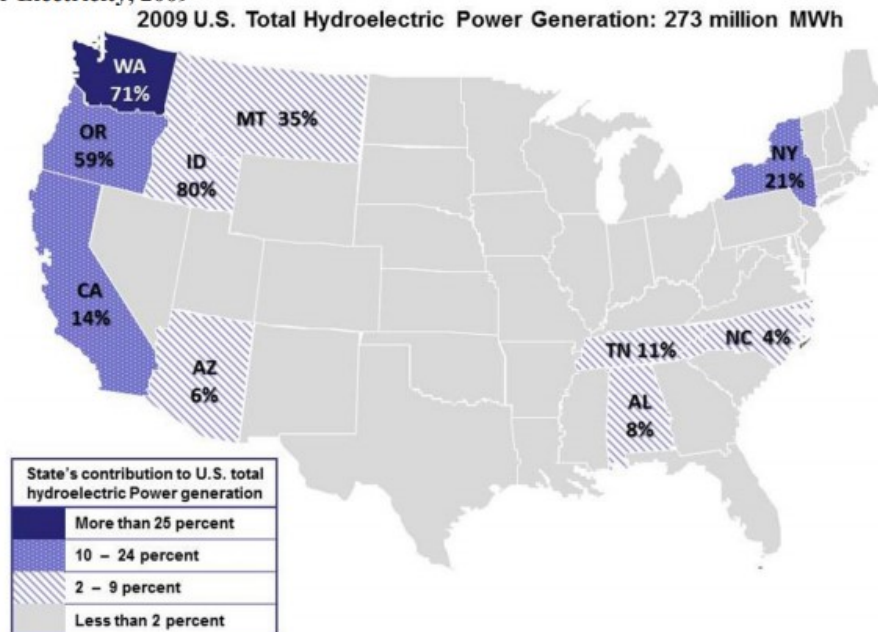 2009 U.S. Total Hydroelectric Power Generation: 273 million MWh
WA
71%
MT 35%
OR
59%
ID
80%
NY
21%
CA
14%
AZ
6%
TN 11%
NC 4%
AL
8%
State's contribution to U.S. total
hydroelectric Power generation
More than 25 percent
10 – 24 percent
2 – 9 percent
Less than 2 percent